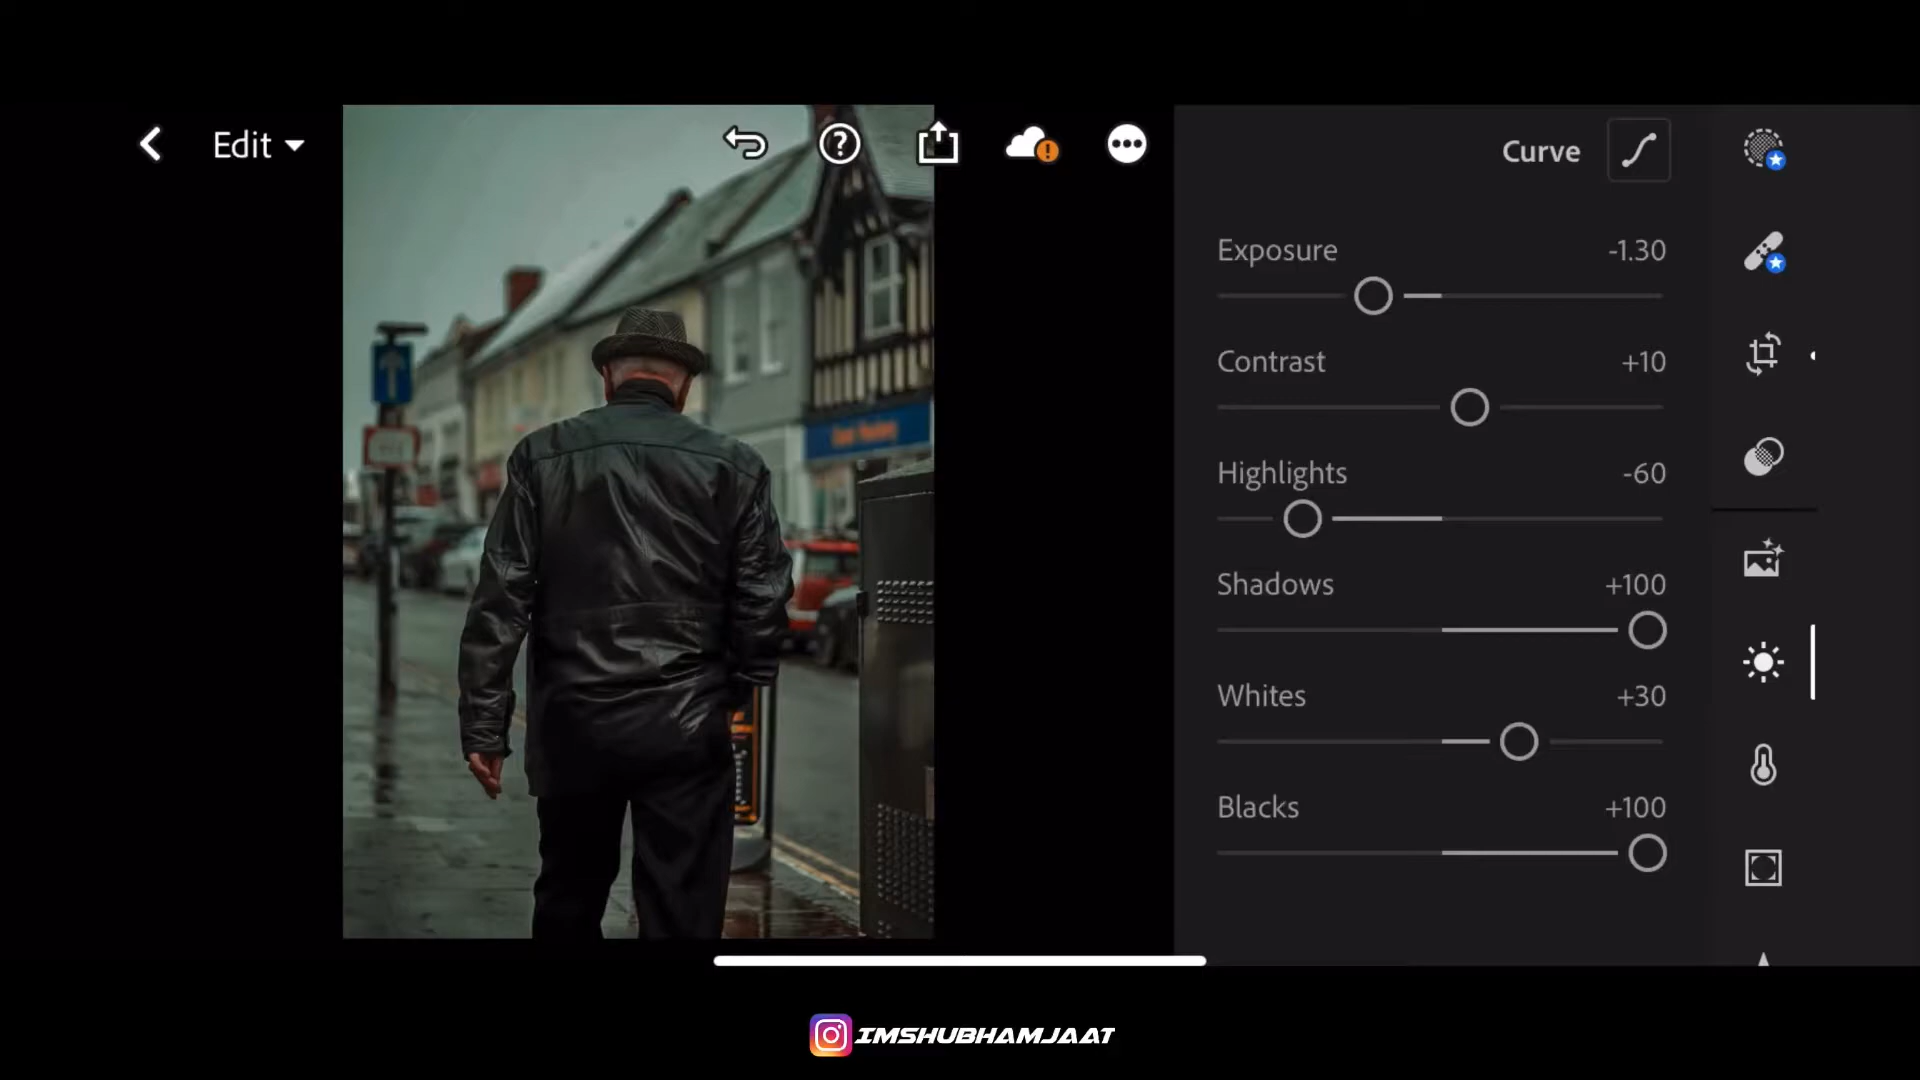 Edit
Curve
Exposure -1.30
Contrast +10
Highlights -60
Shadows +100
Whites +30
Blacks +100
IMSHUBHAMJAAT